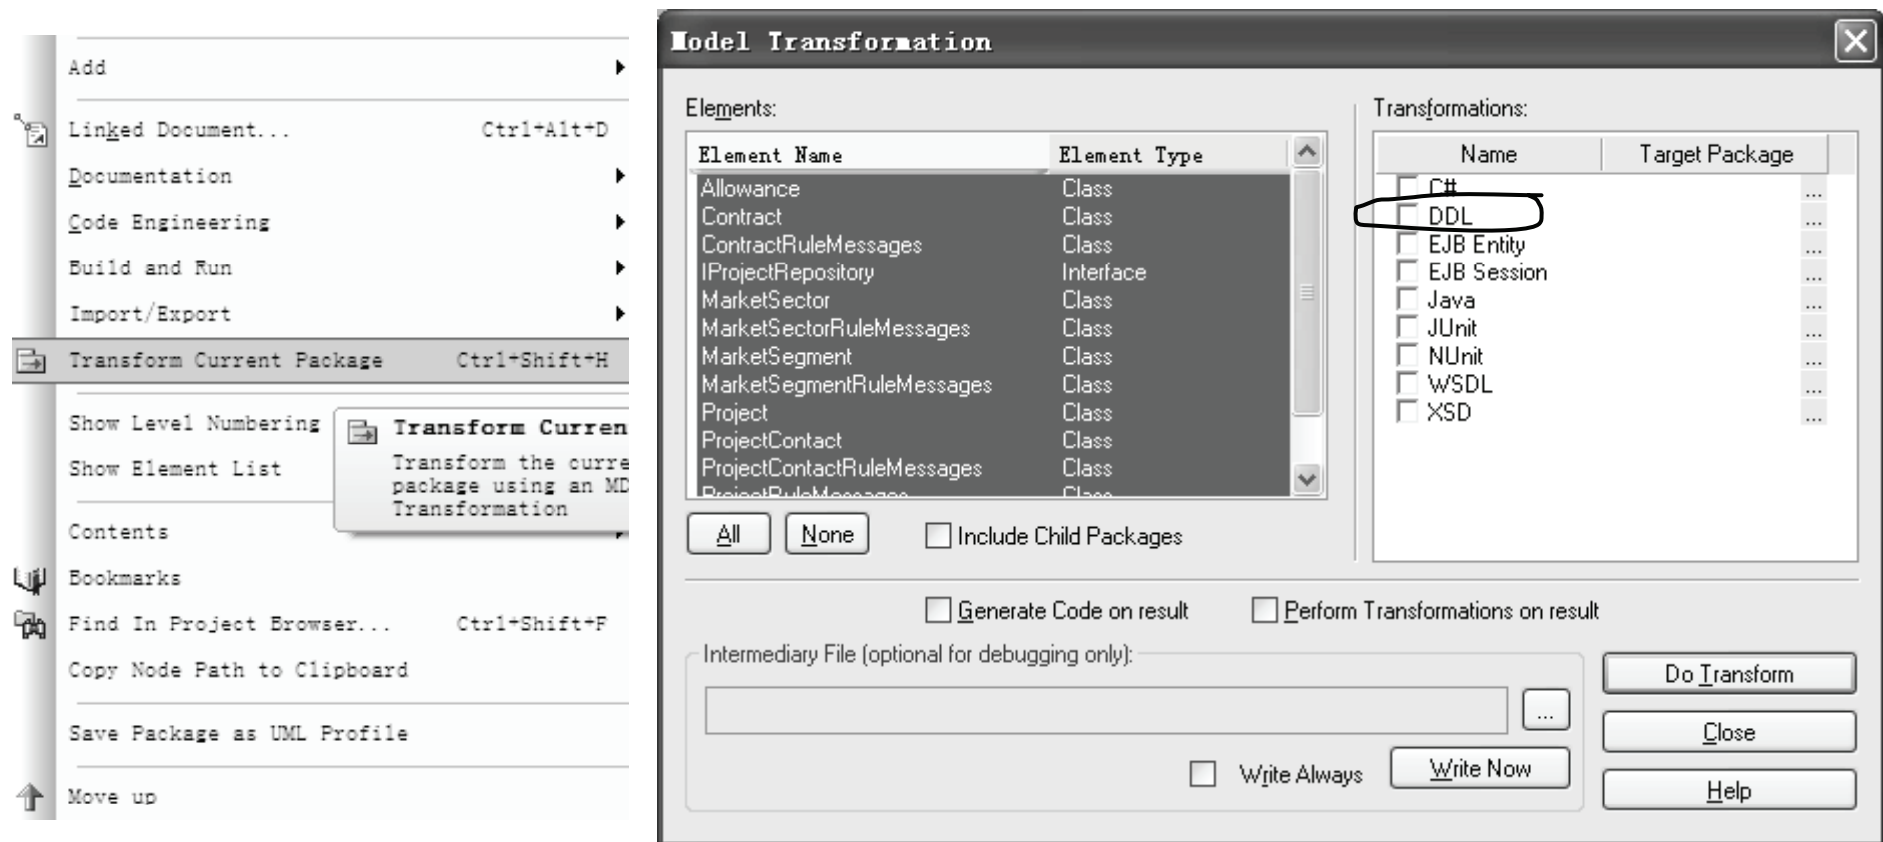 Add
Linked Document... Ctrl+Alt+D
Documentation
Code Engineering
Build and Run
Import/Export
Transform Current Package Ctrl+Shift+H
Show Level Numbering
Show Element List
Transform Curren
Transform the curre
package using an MD
Transformation
Contents
Bookmarks
Find In Project Browser... Ctrl+Shift+F
Copy Node Path to Clipboard
Save Package as UML Profile
Move up
Model Transformation
Elements:
Element Name Element Type
Allowance Class
Contract Class
ContractRuleMessages Class
IProjectRepository Interface
MarketSector Class
MarketSectorRuleMessages Class
MarketSegment Class
MarketSegmentRuleMessages Class
Project Class
ProjectContact Class
ProjectContactRuleMessages Class
ProjectRuleMessages Class
All None Include Child Packages
Transformations:
Name Target Package
C# ...
DDL ...
EJB Entity ...
EJB Session ...
Java ...
JUnit ...
NUnit ...
WSDL ...
XSD ...
Generate Code on result Perform Transformations on result
Intermediary File (optional for debugging only):
...
Write Always Write Now
Do Transform
Close
Help